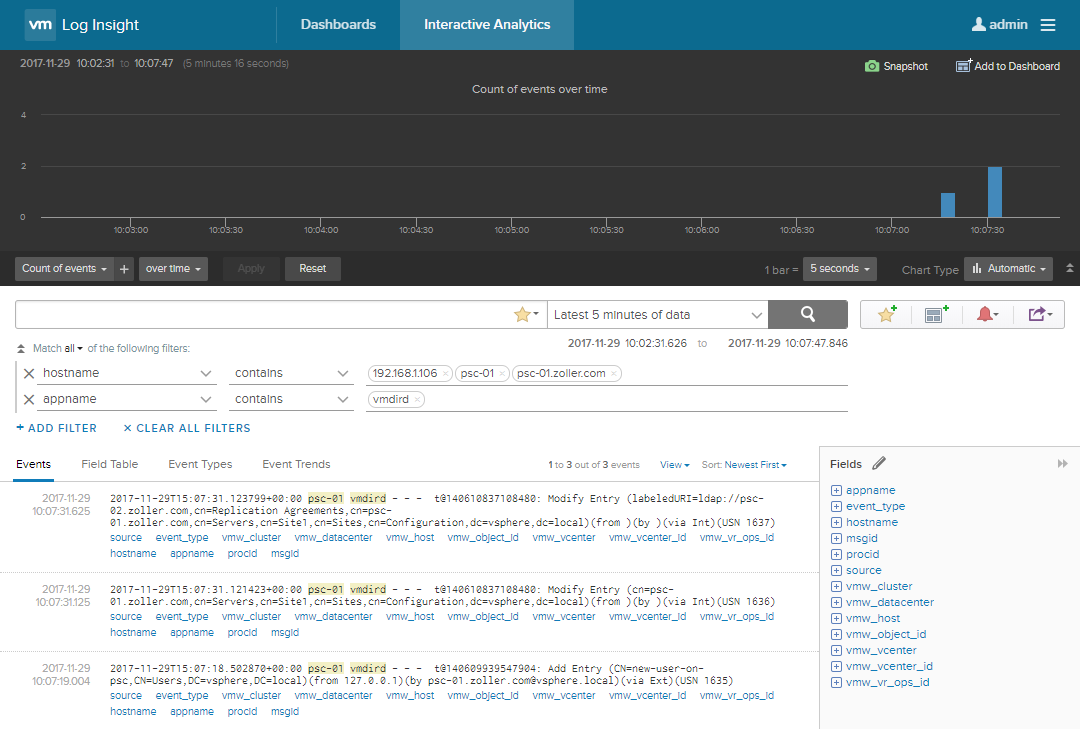 vm Log Insight Dashboards Interactive Analytics admin
2017-11-29 10:02:31 to 10:07:47 (5 minutes 16 seconds) Snapshot Add to Dashboard
Count of events over time
4
2
0
10:03:00 10:03:30 10:04:00 10:04:30 10:05:00 10:05:30 10:06:00 10:06:30 10:07:00 10:07:30
Count of events + over time Apply Reset 1 bar = 5 seconds Chart Type Automatic
Latest 5 minutes of data
2017-11-29 10:02:31.626 to 2017-11-29 10:07:47.846
Match all of the following filters:
hostname contains 192.168.1.106 × psc-01 × psc-01.zoller.com ×
appname contains vmdird ×
+ ADD FILTER × CLEAR ALL FILTERS
Events Field Table Event Types Event Trends 1 to 3 out of 3 events View Sort: Newest First
2017-11-29 10:07:31.625
2017-11-29T15:07:31.123799+00:00 psc-01 vmdird - - - t@140610837108480: Modify Entry (labeledURI=ldap://psc-
02.zoller.com,cn=Replication Agreements,cn=psc-
01.zoller.com,cn=Servers,cn=Site1,cn=Sites,cn=Configuration,dc=vsphere,dc=local)(from )(by )(via Int)(USN 1637)
source event_type vmw_cluster vmw_datacenter vmw_host vmw_object_id vmw_vcenter vmw_vcenter_id vmw_vr_ops_id
hostname appname procid msgid
2017-11-29 10:07:31.125
2017-11-29T15:07:31.121423+00:00 psc-01 vmdird - - - t@140610837108480: Modify Entry (cn=psc-
01.zoller.com,cn=Servers,cn=Site1,cn=Sites,cn=Configuration,dc=vsphere,dc=local)(from )(by )(via Int)(USN 1636)
source event_type vmw_cluster vmw_datacenter vmw_host vmw_object_id vmw_vcenter vmw_vcenter_id vmw_vr_ops_id
hostname appname procid msgid
2017-11-29 10:07:19.004
2017-11-29T15:07:18.502870+00:00 psc-01 vmdird - - - t@140609939547904: Add Entry (CN=new-user-on-
psc,CN=Users,DC=vsphere,DC=local)(from 127.0.0.1)(by psc-01.zoller.com@vsphere.local)(via Ext)(USN 1635)
source event_type vmw_cluster vmw_datacenter vmw_host vmw_object_id vmw_vcenter vmw_vcenter_id vmw_vr_ops_id
hostname appname procid msgid
Fields
appname
event_type
hostname
msgid
procid
source
vmw_cluster
vmw_datacenter
vmw_host
vmw_object_id
vmw_vcenter
vmw_vcenter_id
vmw_vr_ops_id